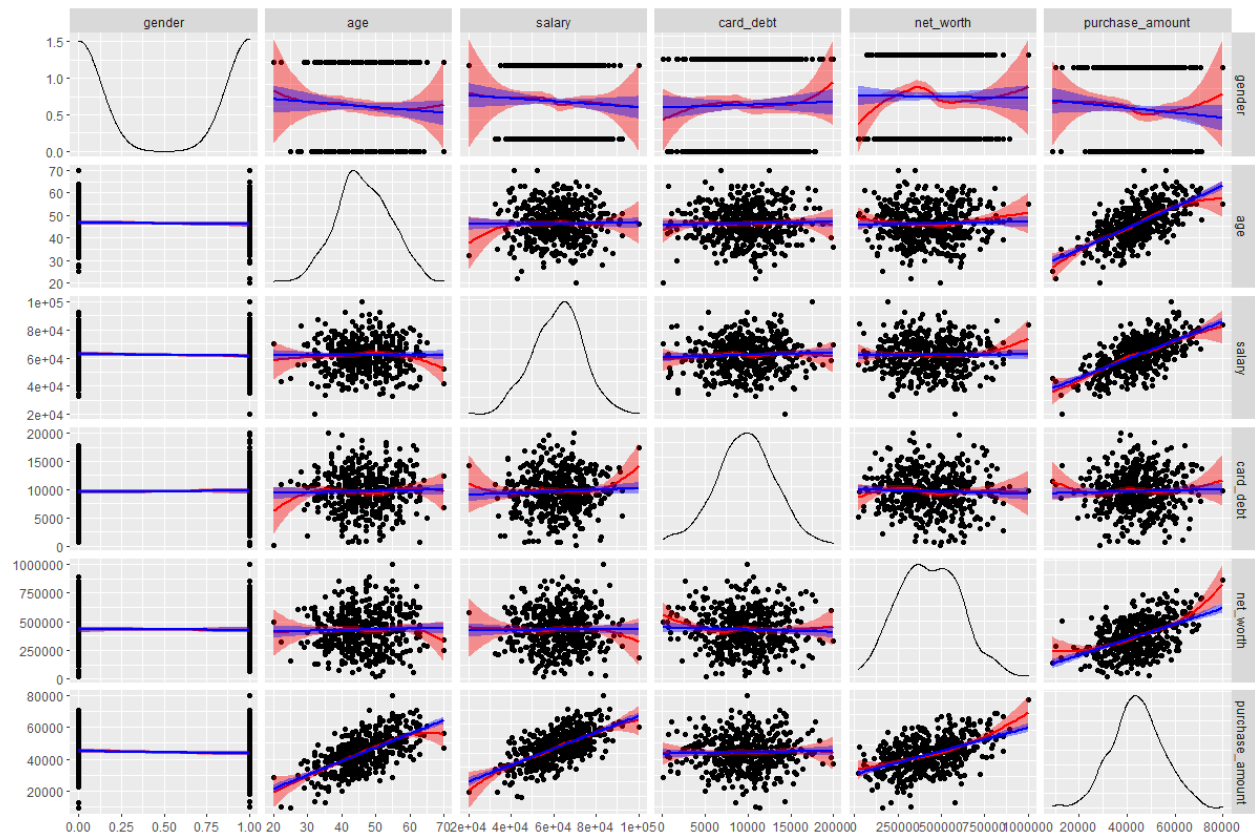 gender age salary card_debt net_worth purchase_amount
1.5
1.0
0.5
0.0
gender
70
60
50
40
30
20
age
1e+05
8e+04
6e+04
4e+04
2e+04
salary
20000
15000
10000
5000
0
card_debt
1000000
750000
500000
250000
0
net_worth
80000
60000
40000
20000
purchase_amount
0.00 0.25 0.50 0.75 1.00 20 30 40 50 60 70 2e+04 4e+04 6e+04 8e+04 1e+05 0 5000 10000 15000 20000 0 250000 500000 750000 1000000 20000 40000 60000 80000